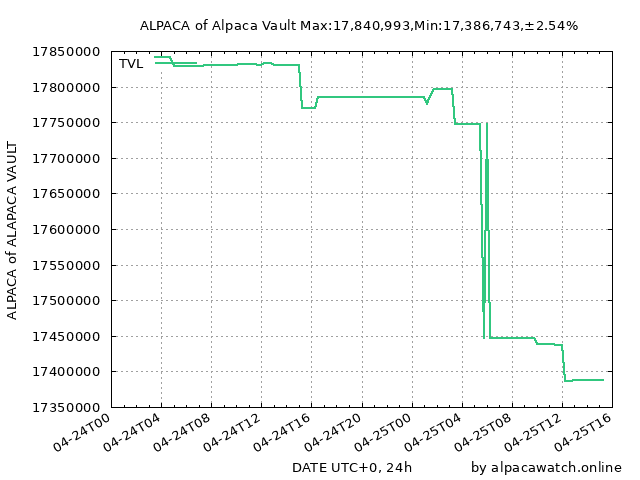 ALPACA of Alpaca Vault Max:17,840,993,Min:17,386,743,±2.54%
TVL
ALPACA of ALAPACA VAULT
17850000
17800000
17750000
17700000
17650000
17600000
17550000
17500000
17450000
17400000
17350000
04-24T00
04-24T04
04-24T08
04-24T12
04-24T16
04-24T20
04-25T00
04-25T04
04-25T08
04-25T12
04-25T16
DATE UTC+0, 24h
by alpacawatch.online